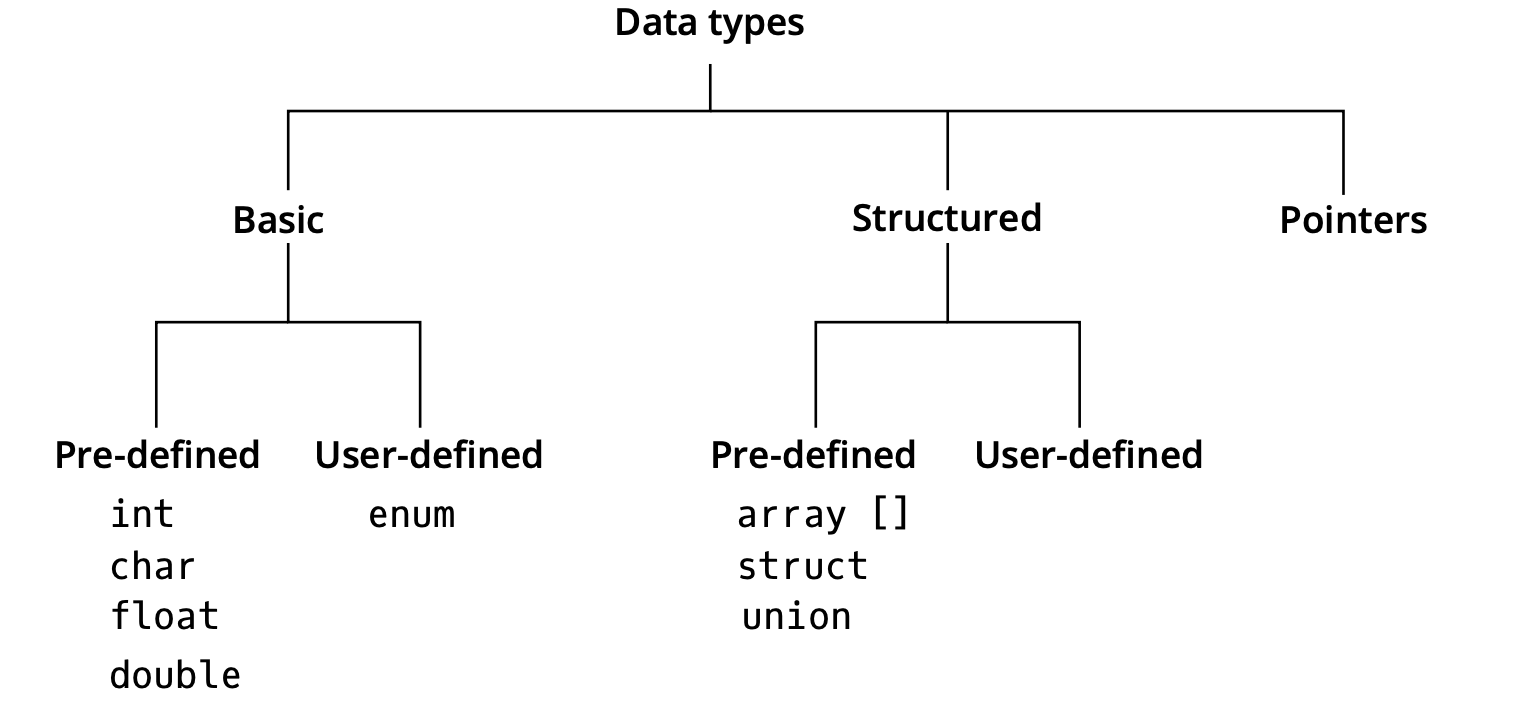 Data types
Basic
Structured
Pointers
Pre-defined
User-defined
Pre-defined
User-defined
int
enum
array []
char
struct
float
union
double